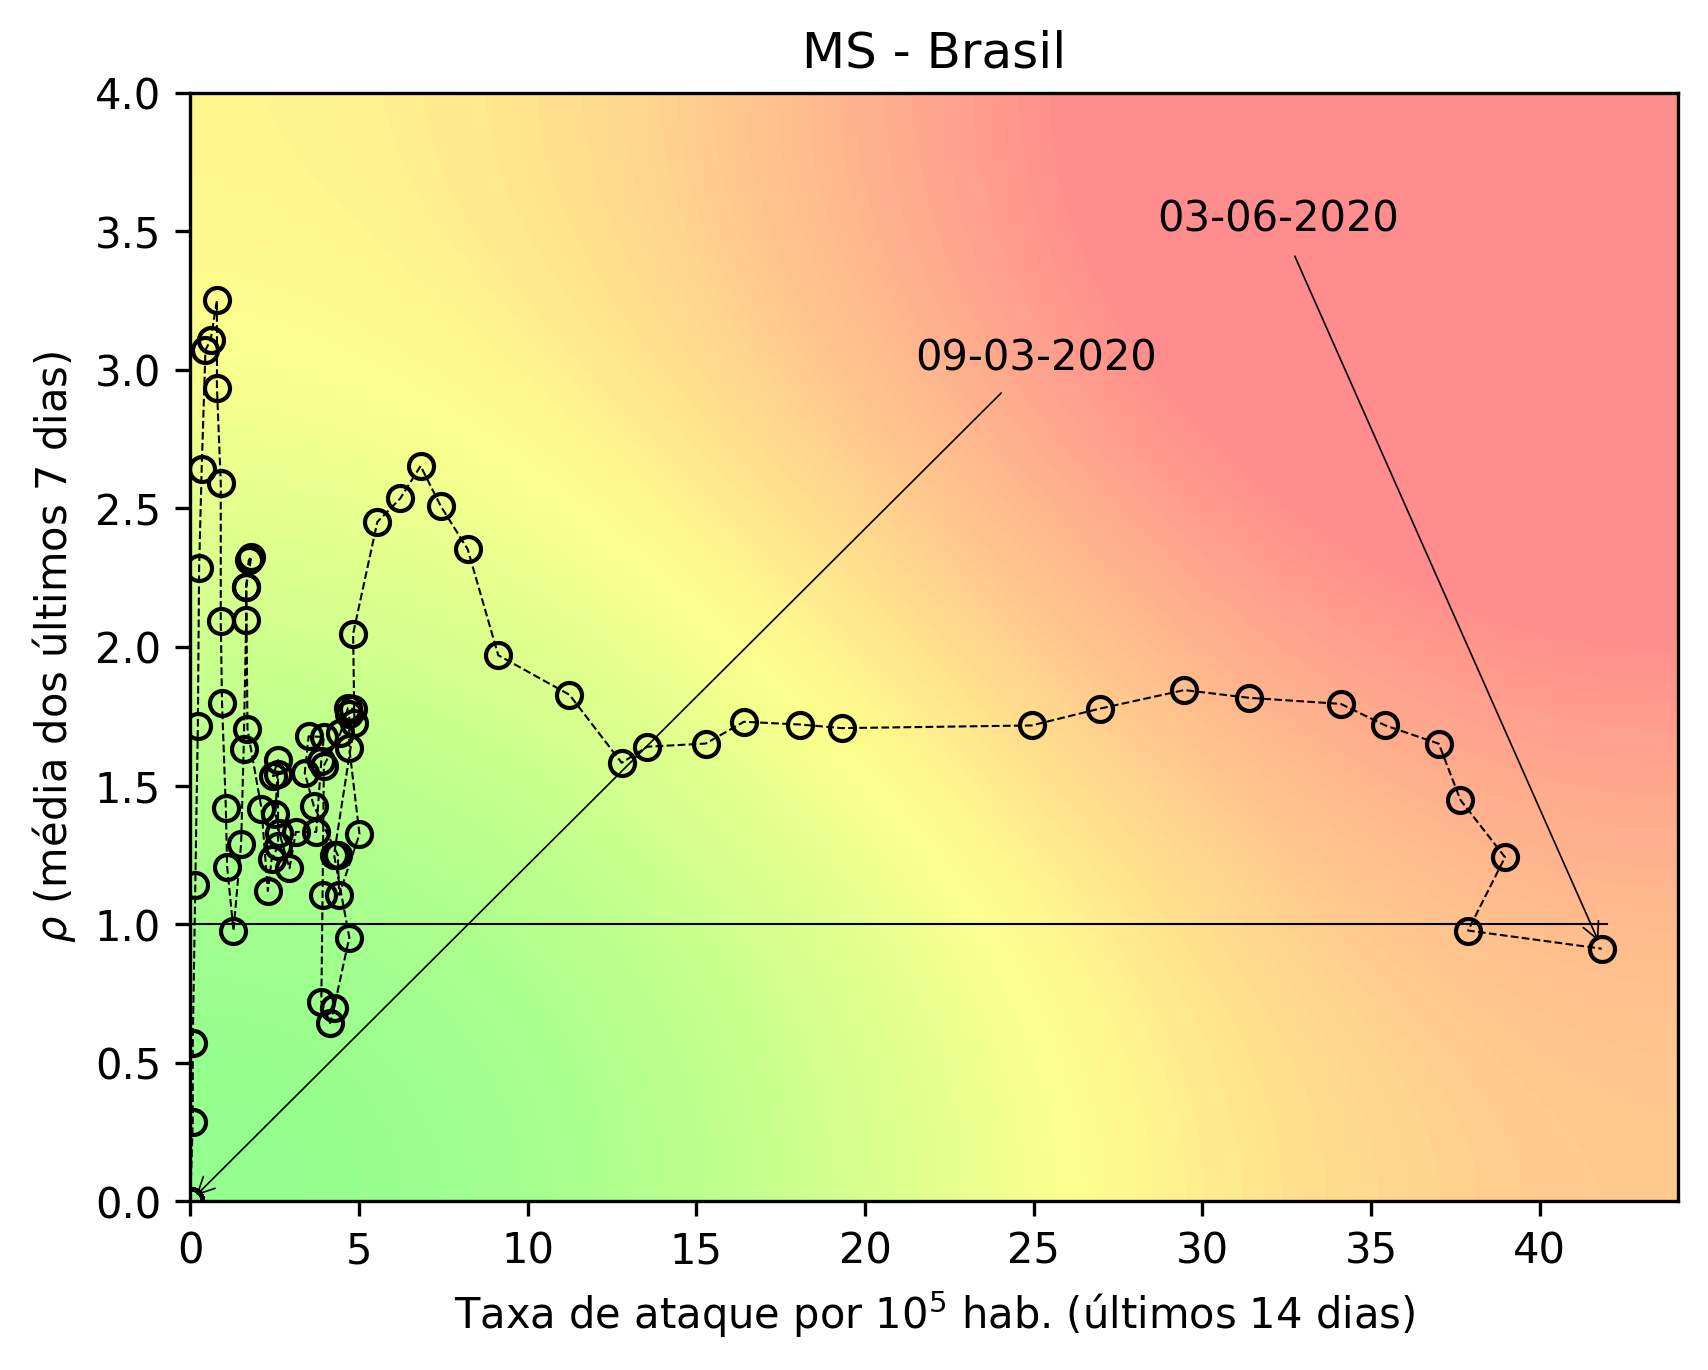 MS - Brasil
4.0
3.5
3.0
2.5
2.0
1.5
1.0
0.5
0.0
ρ (média dos últimos 7 dias)
03-06-2020
09-03-2020
0 5 10 15 20 25 30 35 40
Taxa de ataque por 10⁵ hab. (últimos 14 dias)